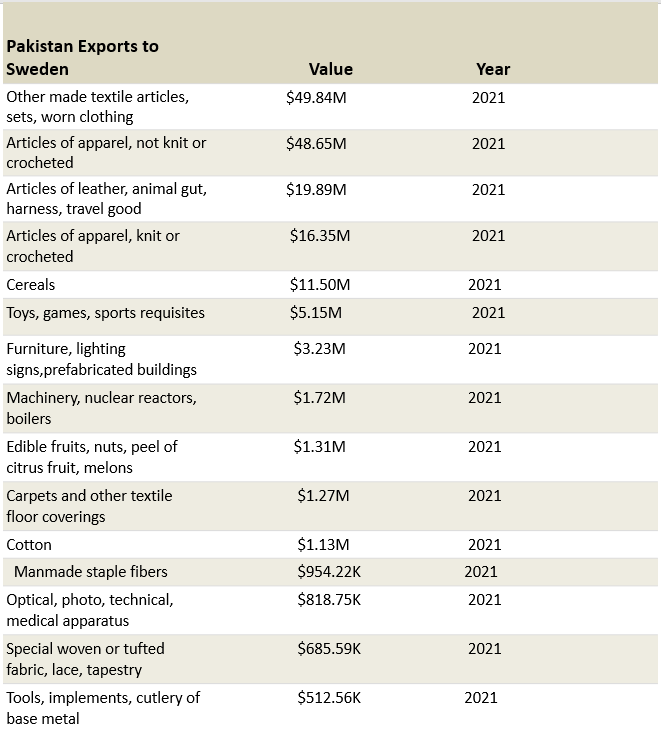 Pakistan Exports to
Sweden Value Year
Other made textile articles, $49.84M 2021
sets, worn clothing
Articles of apparel, not knit or $48.65M 2021
crocheted
Articles of leather, animal gut, $19.89M 2021
harness, travel good
Articles of apparel, knit or $16.35M 2021
crocheted
Cereals $11.50M 2021
Toys, games, sports requisites $5.15M 2021
Furniture, lighting $3.23M 2021
signs,prefabricated buildings
Machinery, nuclear reactors, $1.72M 2021
boilers
Edible fruits, nuts, peel of $1.31M 2021
citrus fruit, melons
Carpets and other textile $1.27M 2021
floor coverings
Cotton $1.13M 2021
Manmade staple fibers $954.22K 2021
Optical, photo, technical, $818.75K 2021
medical apparatus
Special woven or tufted $685.59K 2021
fabric, lace, tapestry
Tools, implements, cutlery of $512.56K 2021
base metal